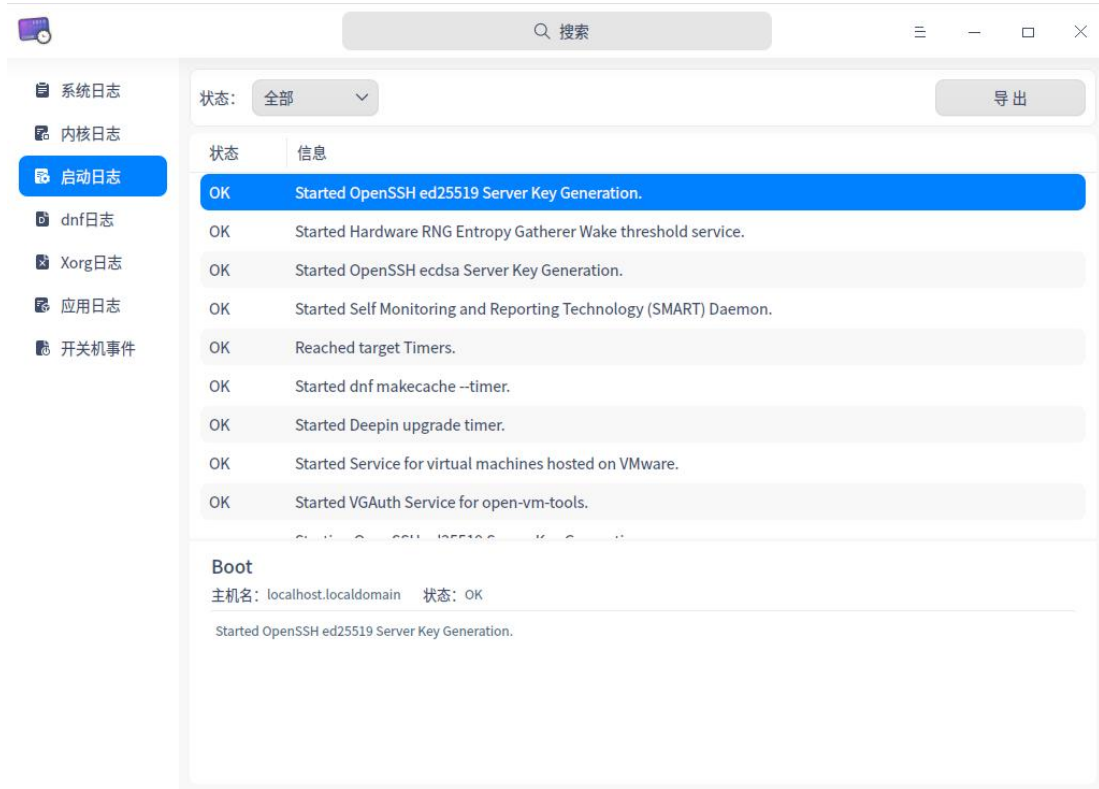 搜索
系统日志
内核日志
启动日志
dnf日志
Xorg日志
应用日志
开关机事件
状态： 全部 导出
状态 信息
OK Started OpenSSH ed25519 Server Key Generation.
OK Started Hardware RNG Entropy Gatherer Wake threshold service.
OK Started OpenSSH ecdsa Server Key Generation.
OK Started Self Monitoring and Reporting Technology (SMART) Daemon.
OK Reached target Timers.
OK Started dnf makecache --timer.
OK Started Deepin upgrade timer.
OK Started Service for virtual machines hosted on VMware.
OK Started VGAuth Service for open-vm-tools.
Boot
主机名： localhost.localdomain 状态： OK
Started OpenSSH ed25519 Server Key Generation.